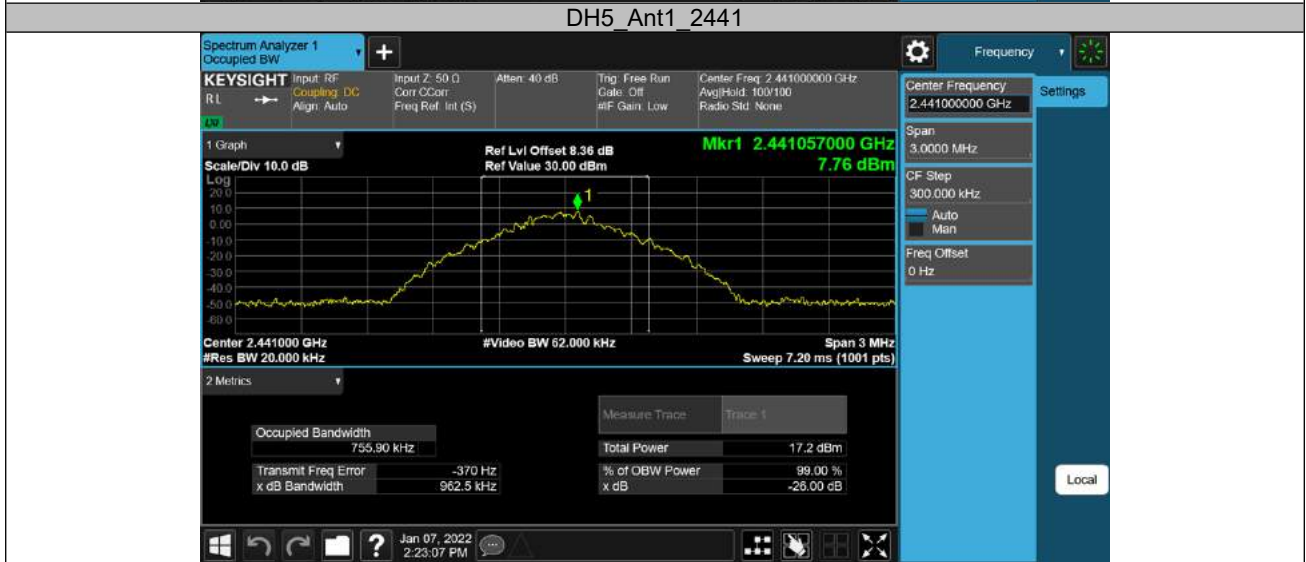 DH5_Ant1_2441
Spectrum Analyzer 1
Occupied BW
+
Frequency
KEYSIGHT
RL
Input: RF
Coupling: DC
Align: Auto
Input Z: 50 Ω
Corr CCorr
Freq Ref: Int (S)
Atten: 40 dB
Trig: Free Run
Gate: Off
#IF Gain: Low
Center Freq: 2.441000000 GHz
Avg|Hold: 100/100
Radio Std: None
Center Frequency
2.441000000 GHz
Settings
Span
3.0000 MHz
CF Step
300.000 kHz
Auto
Man
Freq Offset
0 Hz
1 Graph
Scale/Div 10.0 dB
Ref Lvl Offset 8.36 dB
Ref Value 30.00 dBm
Mkr1 2.441057000 GHz
7.76 dBm
Log
20.0
10.0
0.00
-10.0
-20.0
-30.0
-40.0
-50.0
-60.0
1
Center 2.441000 GHz
#Res BW 20.000 kHz
#Video BW 62.000 kHz
Span 3 MHz
Sweep 7.20 ms (1001 pts)
2 Metrics
Measure Trace Trace 1
Occupied Bandwidth
755.90 kHz
Total Power 17.2 dBm
Transmit Freq Error -370 Hz
x dB Bandwidth 962.5 kHz
% of OBW Power 99.00 %
x dB -26.00 dB
Local
?
Jan 07, 2022
2:23:07 PM